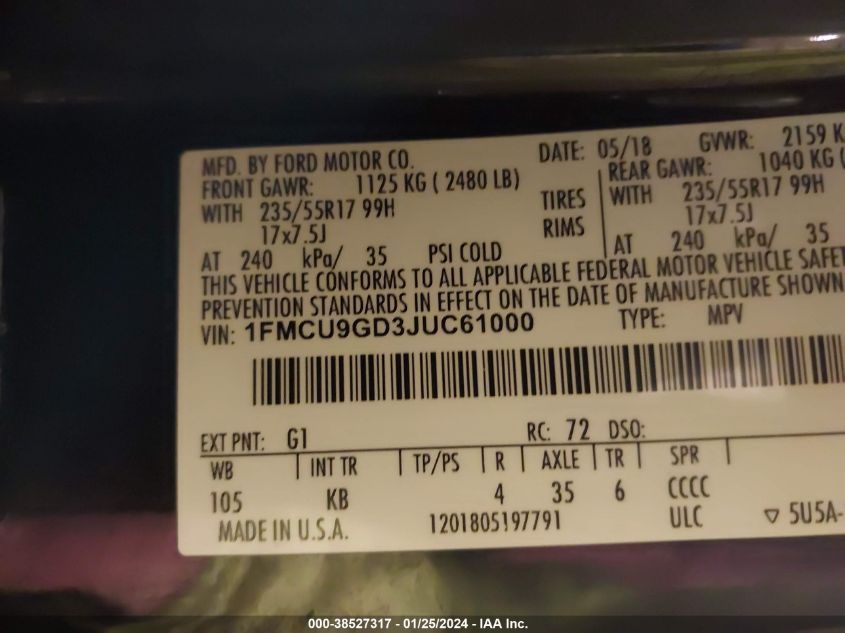 MFD. BY FORD MOTOR CO. DATE: 05/18 GVWR: 2159 K
FRONT GAWR: 1125 KG ( 2480 LB) REAR GAWR: 1040 KG (
WITH 235/55R17 99H TIRES WITH 235/55R17 99H
17x7.5J RIMS 17x7.5J
AT 240 kPa/ 35 PSI COLD AT 240 kPa/ 35
THIS VEHICLE CONFORMS TO ALL APPLICABLE FEDERAL MOTOR VEHICLE SAFET
PREVENTION STANDARDS IN EFFECT ON THE DATE OF MANUFACTURE SHOWN
VIN: 1FMCU9GD3JUC61000 TYPE: MPV
EXT PNT: G1 RC: 72 DSO:
WB INT TR TP/PS R AXLE TR SPR
105 KB 4 35 6 CCCC
MADE IN U.S.A. 1201805197791 ULC ▽ 5U5A-
000-38527317 - 01/25/2024 - IAA Inc.